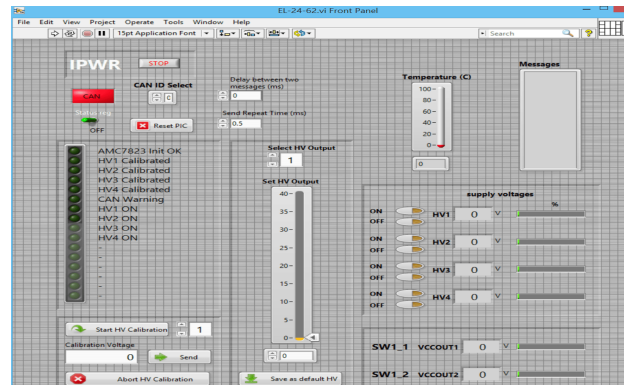 EL-24-62.vi Front Panel
File Edit View Project Operate Tools Window Help
15pt Application Font
Search
IPWR
STOP
CAN
CAN ID Select
C
Status reg
OFF
Reset PIC
Delay between two
messages (ms)
0
Send Repeat Time (ms)
0.5
Temperature (C)
100
80
60
40
20
0
0
Messages
AMC7823 Init OK
HV1 Calibrated
HV2 Calibrated
HV3 Calibrated
HV4 Calibrated
CAN Warning
HV1 ON
HV2 ON
HV3 ON
HV4 ON
-
-
-
-
-
Select HV Output
1
Set HV Output
40
35
30
25
20
15
10
5
0
0
Save as default HV
supply voltages
%
ON
OFF
HV1 0 V
ON
OFF
HV2 0 V
ON
OFF
HV3 0 V
ON
OFF
HV4 0 V
SW1_1 VCCOUT1 0 V
SW1_2 VCCOUT2 0 V
Start HV Calibration
1
Calibration Voltage
0
Send
Abort HV Calibration